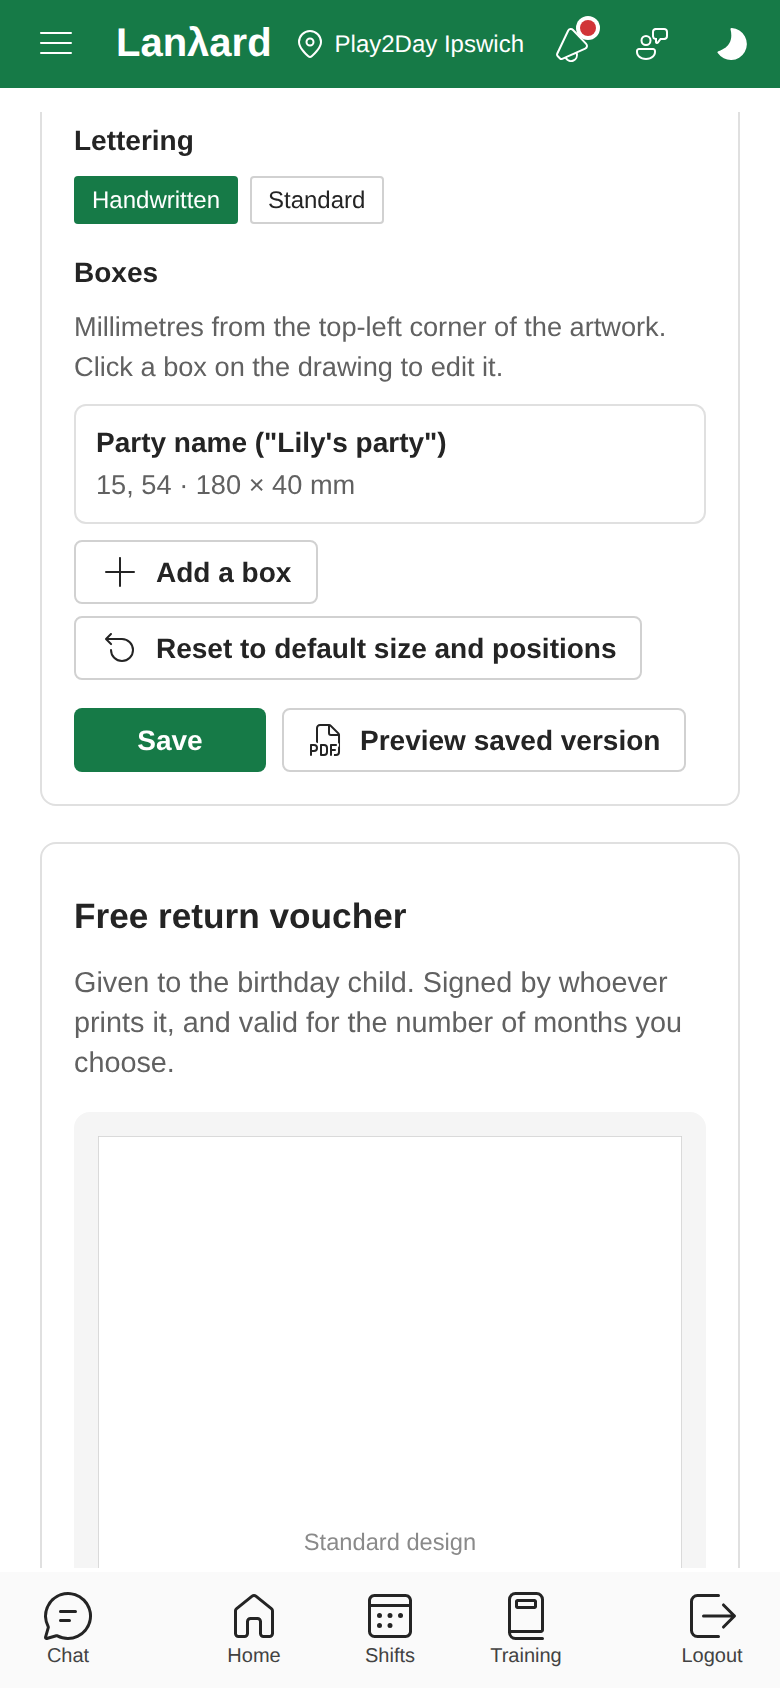 Lanλard
Play2Day Ipswich
Lettering
Handwritten
Standard
Boxes
Millimetres from the top-left corner of the artwork.
Click a box on the drawing to edit it.
Party name ("Lily's party")
15, 54 · 180 × 40 mm
Add a box
Reset to default size and positions
Save
PDF
Preview saved version
Free return voucher
Given to the birthday child. Signed by whoever
prints it, and valid for the number of months you
choose.
Standard design
Chat
Home
Shifts
Training
Logout